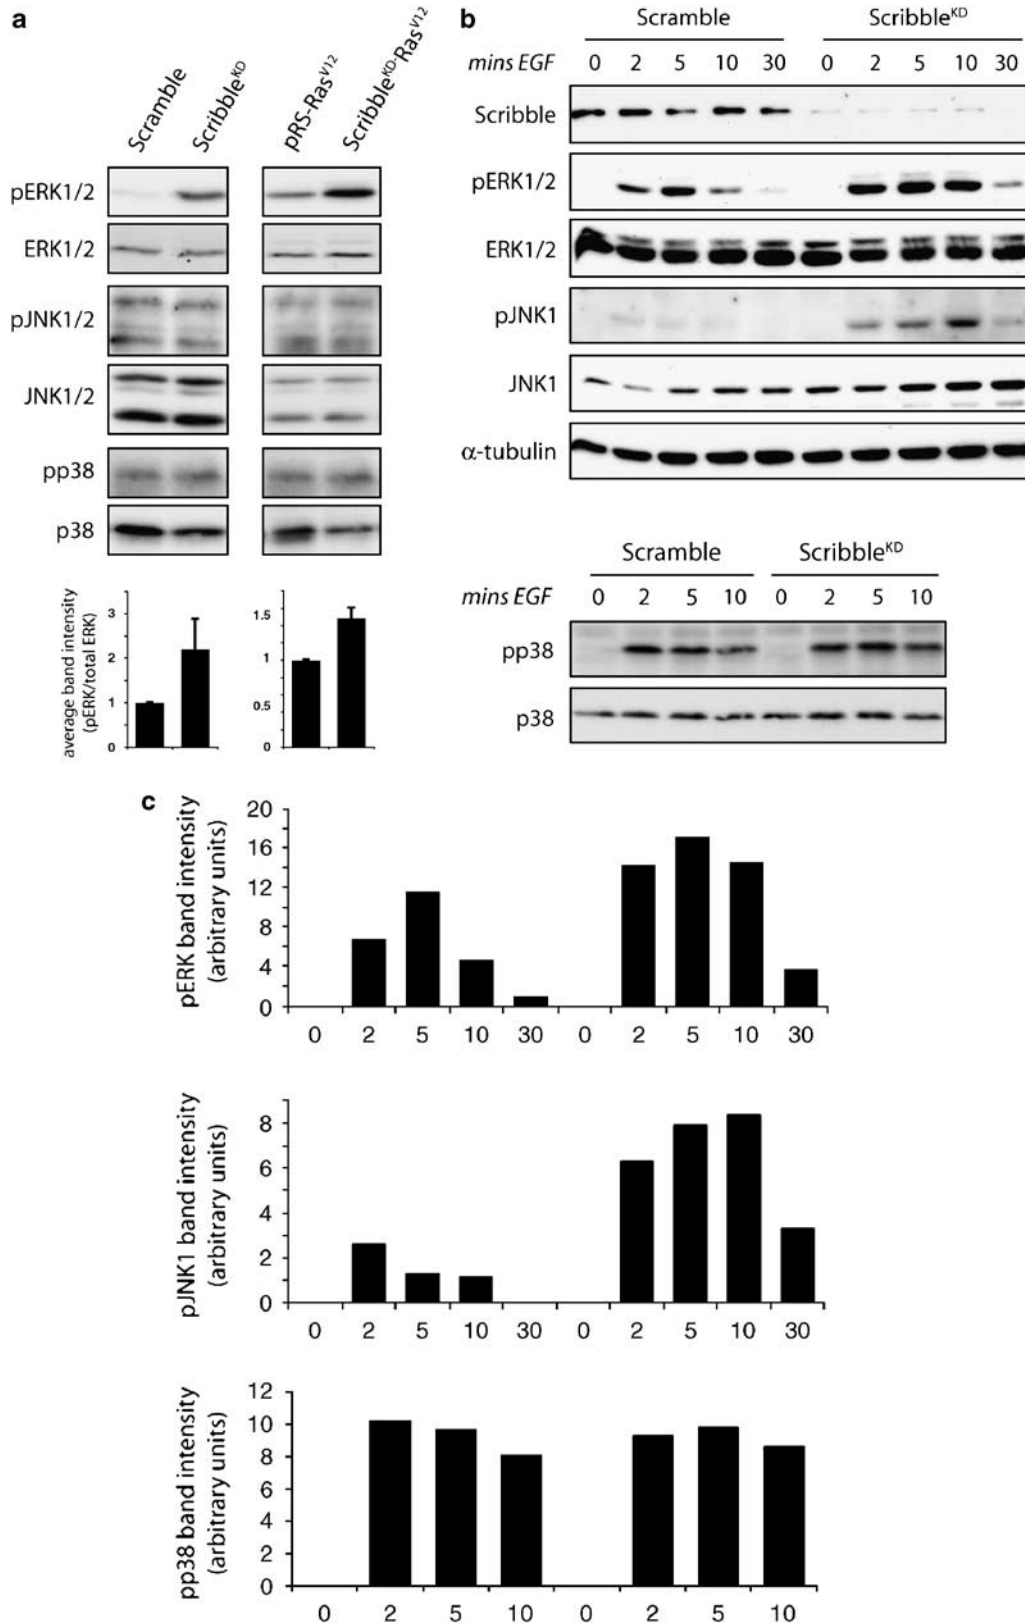 a
Scramble
Scribble^KD
pRS-Ras^V12
Scribble^KD-Ras^V12
pERK1/2
ERK1/2
pJNK1/2
JNK1/2
pp38
p38
average band intensity
(pERK/total ERK)
3
2
1
0
1.5
1
0.5
0
b
Scramble
Scribble^KD
mins EGF 0 2 5 10 30 0 2 5 10 30
Scribble
pERK1/2
ERK1/2
pJNK1
JNK1
α-tubulin
Scramble
Scribble^KD
mins EGF 0 2 5 10 0 2 5 10
pp38
p38
c
pERK band intensity
(arbitrary units)
20
16
12
8
4
0
0 2 5 10 30 0 2 5 10 30
pJNK1 band intensity
(arbitrary units)
8
6
4
2
0
0 2 5 10 30 0 2 5 10 30
pp38 band intensity
(arbitrary units)
12
10
8
6
4
2
0
0 2 5 10 0 2 5 10